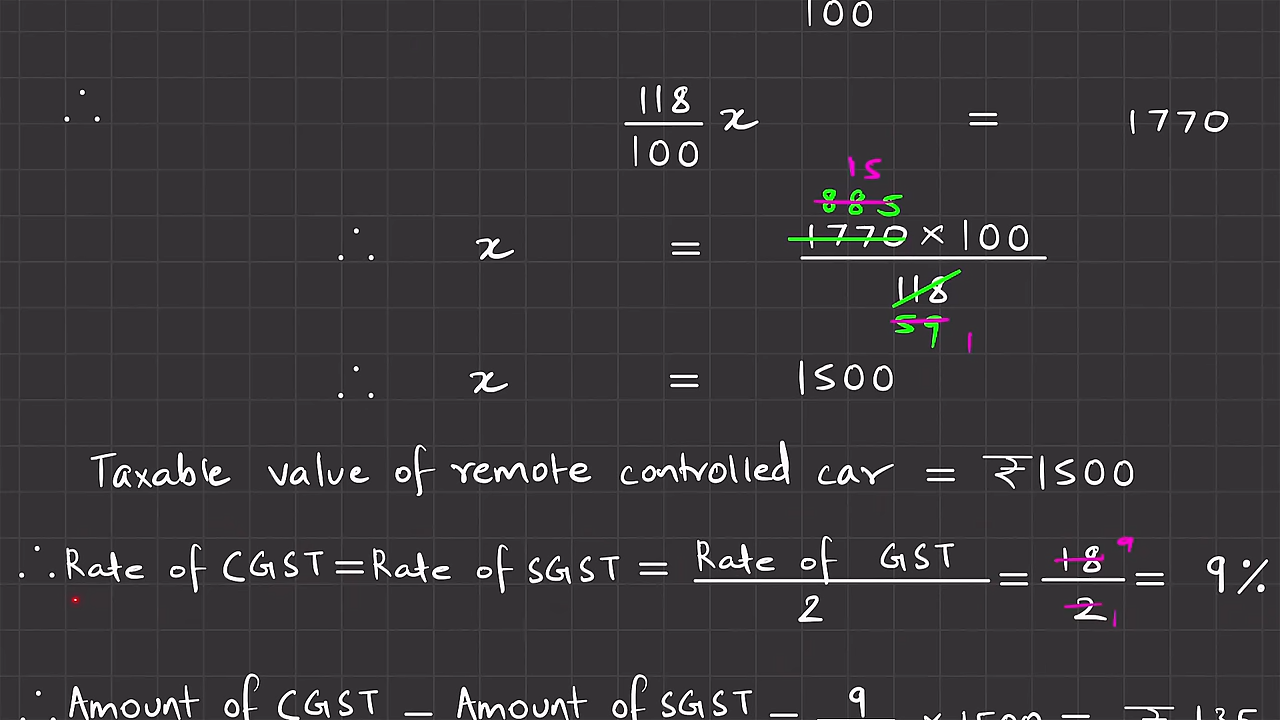 100
∴ 118/100 x = 1770
15
885
∴ x = 1770 × 100
118
59 1
∴ x = 1500
Taxable value of remote controlled car = ₹1500
∴ Rate of CGST = Rate of SGST = Rate of GST / 2 = 18 9 / 2 1 = 9%
∴ Amount of CGST = Amount of SGST = 9 × 1500 = ₹ 135